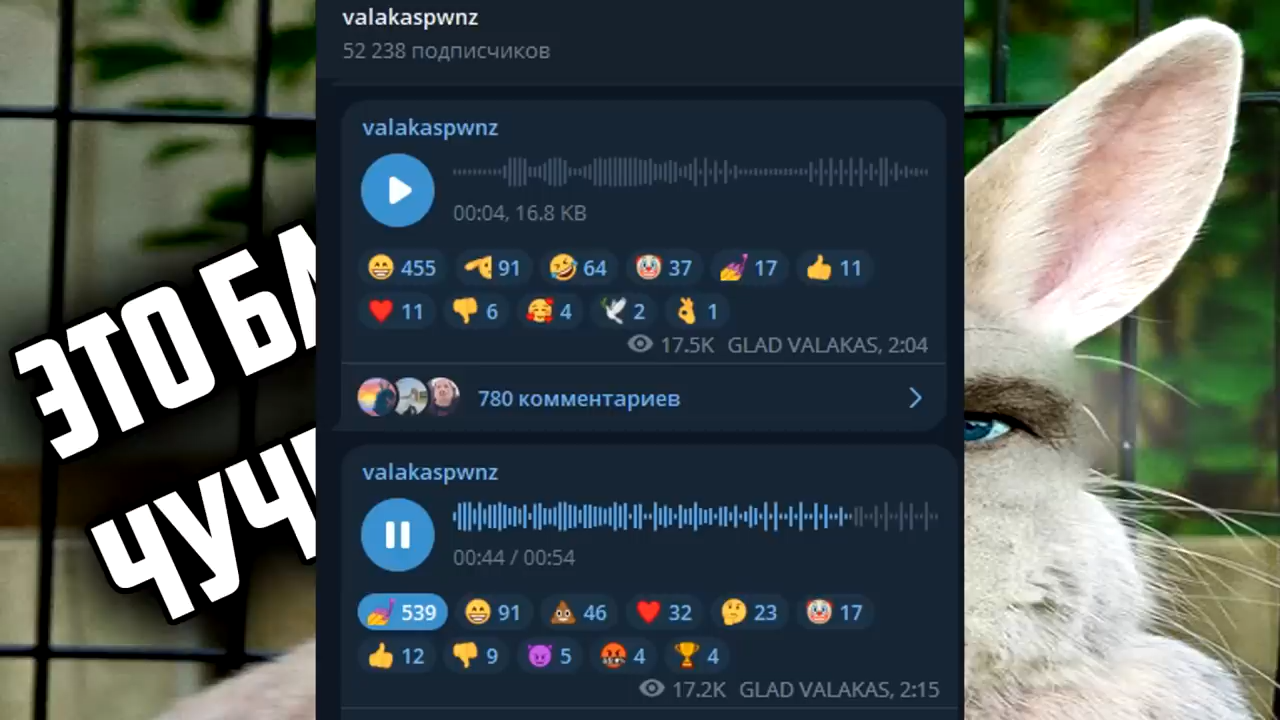 valakaspwnz
52 238 подписчиков
valakaspwnz
00:04, 16.8 KB
455 91 64 37 17 11
11 6 4 2 1
17.5K GLAD VALAKAS, 2:04
780 комментариев
valakaspwnz
00:44 / 00:54
539 91 46 32 23 17
12 9 5 4 4
17.2K GLAD VALAKAS, 2:15
ЭТО